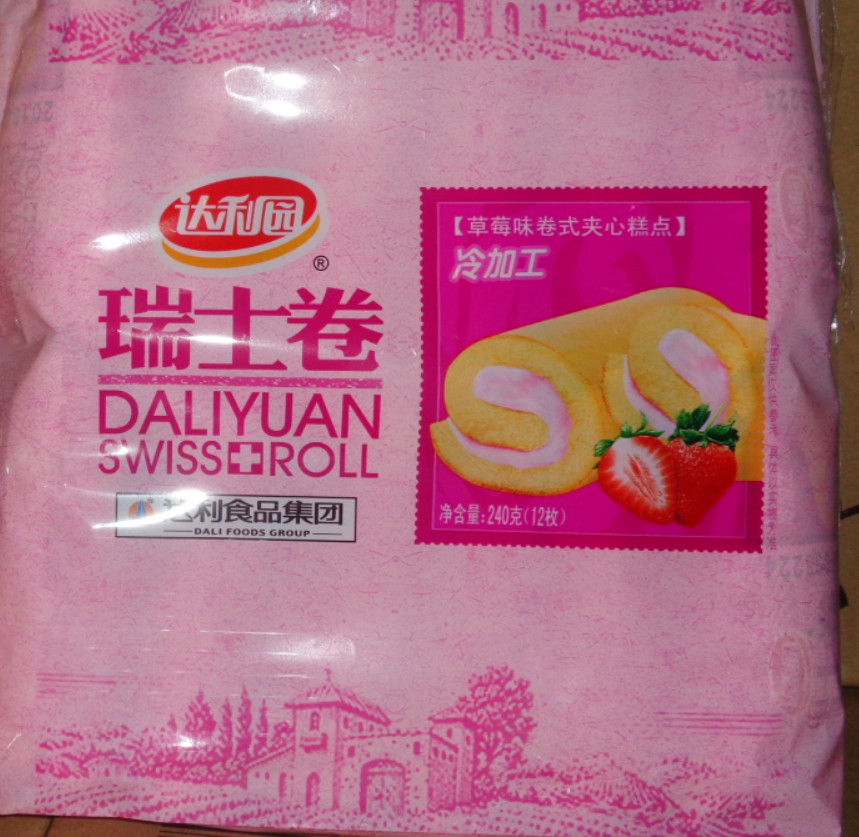 达利园
®
瑞士卷
DALIYUAN
SWISS ROLL
达利食品集团
DALI FOODS GROUP
【草莓味卷式夹心糕点】
冷加工
净含量:240克(12枚)